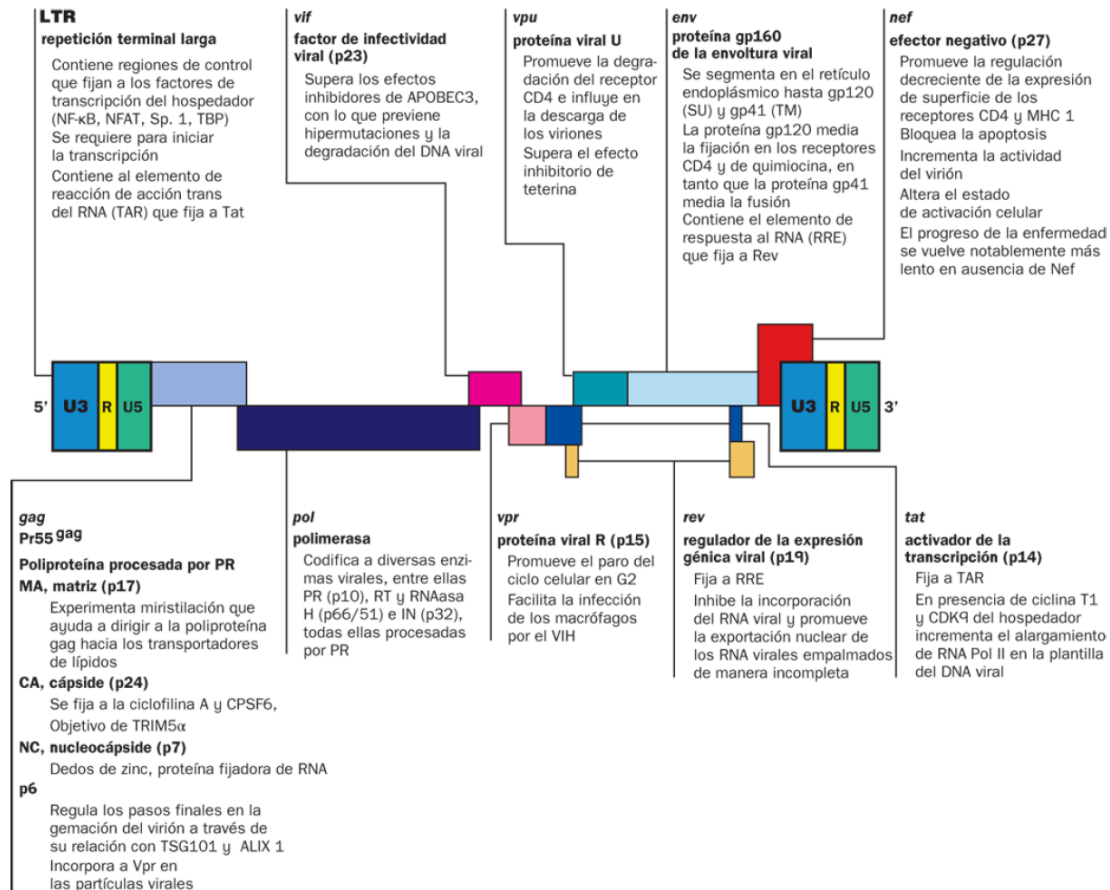 LTR
repetición terminal larga
Contiene regiones de control
que fijan a los factores de
transcripción del hospedador
(NF-κB, NFAT, Sp. 1, TBP)
Se requiere para iniciar
la transcripción
Contiene al elemento de
reacción de acción trans
del RNA (TAR) que fija a Tat
vif
factor de infectividad
viral (p23)
Supera los efectos
inhibidores de APOBEC3,
con lo que previene
hipermutaciones y la
degradación del DNA viral
vpu
proteína viral U
Promueve la degra-
dación del receptor
CD4 e influye en
la descarga de
los viriones
Supera el efecto
inhibitorio de
teterina
env
proteína gp160
de la envoltura viral
Se segmenta en el retículo
endoplásmico hasta gp120
(SU) y gp41 (TM)
La proteína gp120 media
la fijación en los receptores
CD4 y de quimiocina, en
tanto que la proteína gp41
media la fusión
Contiene el elemento de
respuesta al RNA (RRE)
que fija a Rev
nef
efector negativo (p27)
Promueve la regulación
decreciente de la expresión
de superficie de los
receptores CD4 y MHC 1
Bloquea la apoptosis
Incrementa la actividad
del virión
Altera el estado
de activación celular
El progreso de la enfermedad
se vuelve notablemente más
lento en ausencia de Nef
5’ U3 R U5 U3 R U5 3’
gag
Pr55 gag
Poliproteína procesada por PR
MA, matriz (p17)
Experimenta miristilación que
ayuda a dirigir a la poliproteína
gag hacia los transportadores
de lípidos
CA, cápside (p24)
Se fija a la ciclofilina A y CPSF6,
Objetivo de TRIM5α
NC, nucleocápside (p7)
Dedos de zinc, proteína fijadora de RNA
p6
Regula los pasos finales en la
gemación del virión a través de
su relación con TSG101 y ALIX 1
Incorpora a Vpr en
las partículas virales
pol
polimerasa
Codifica a diversas enzi-
mas virales, entre ellas
PR (p10), RT y RNAasa
H (p66/51) e IN (p32),
todas ellas procesadas
por PR
vpr
proteína viral R (p15)
Promueve el paro del
ciclo celular en G2
Facilita la infección
de los macrófagos
por el VIH
rev
regulador de la expresión
génica viral (p19)
Fija a RRE
Inhibe la incorporación
del RNA viral y promueve
la exportación nuclear de
los RNA virales empalmados
de manera incompleta
tat
activador de la
transcripción (p14)
Fija a TAR
En presencia de ciclina T1
y CDK9 del hospedador
incrementa el alargamiento
de RNA Pol II en la plantilla
del DNA viral